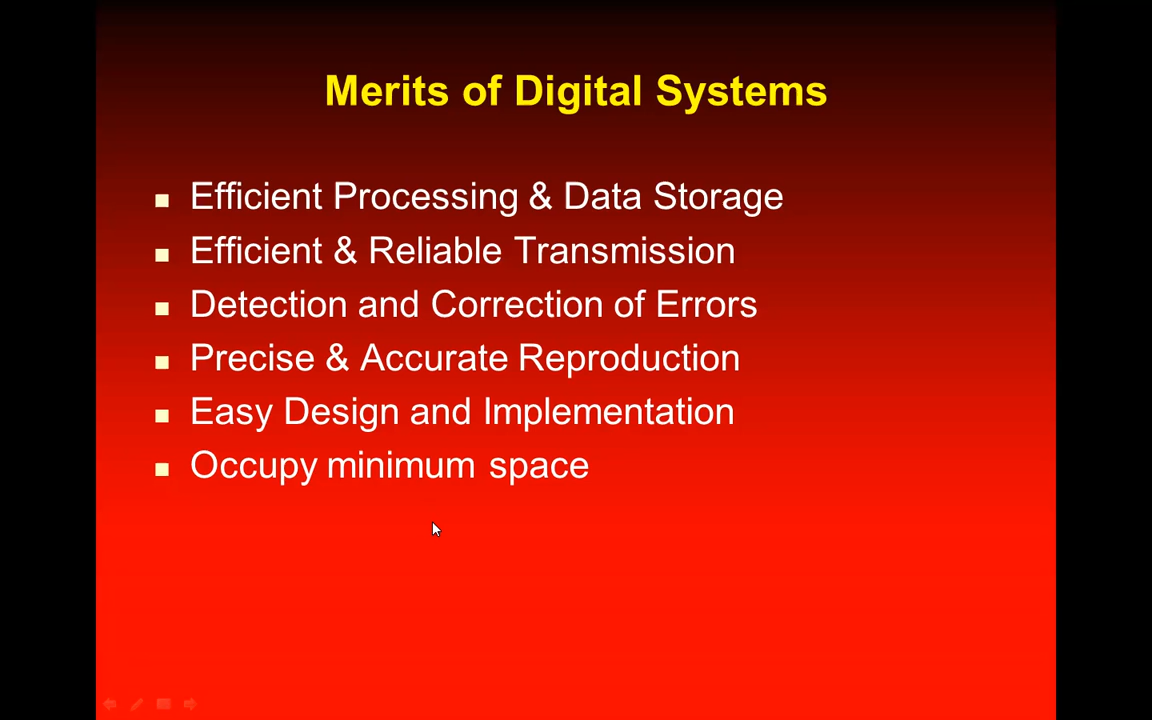 Merits of Digital Systems
Efficient Processing & Data Storage
Efficient & Reliable Transmission
Detection and Correction of Errors
Precise & Accurate Reproduction
Easy Design and Implementation
Occupy minimum space